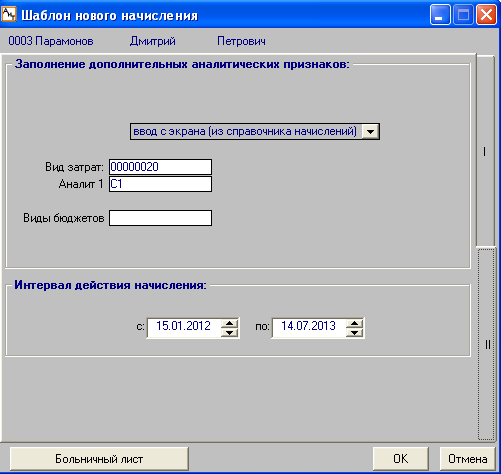 Шаблон нового начисления
0003 Парамонов Дмитрий Петрович
Заполнение дополнительных аналитических признаков:
ввод с экрана (из справочника начислений)
I
Вид затрат: 00000020
Аналит 1 С1
Виды бюджетов
Интервал действия начисления:
с: 15.01.2012 по: 14.07.2013
II
Больничный лист OK Отмена